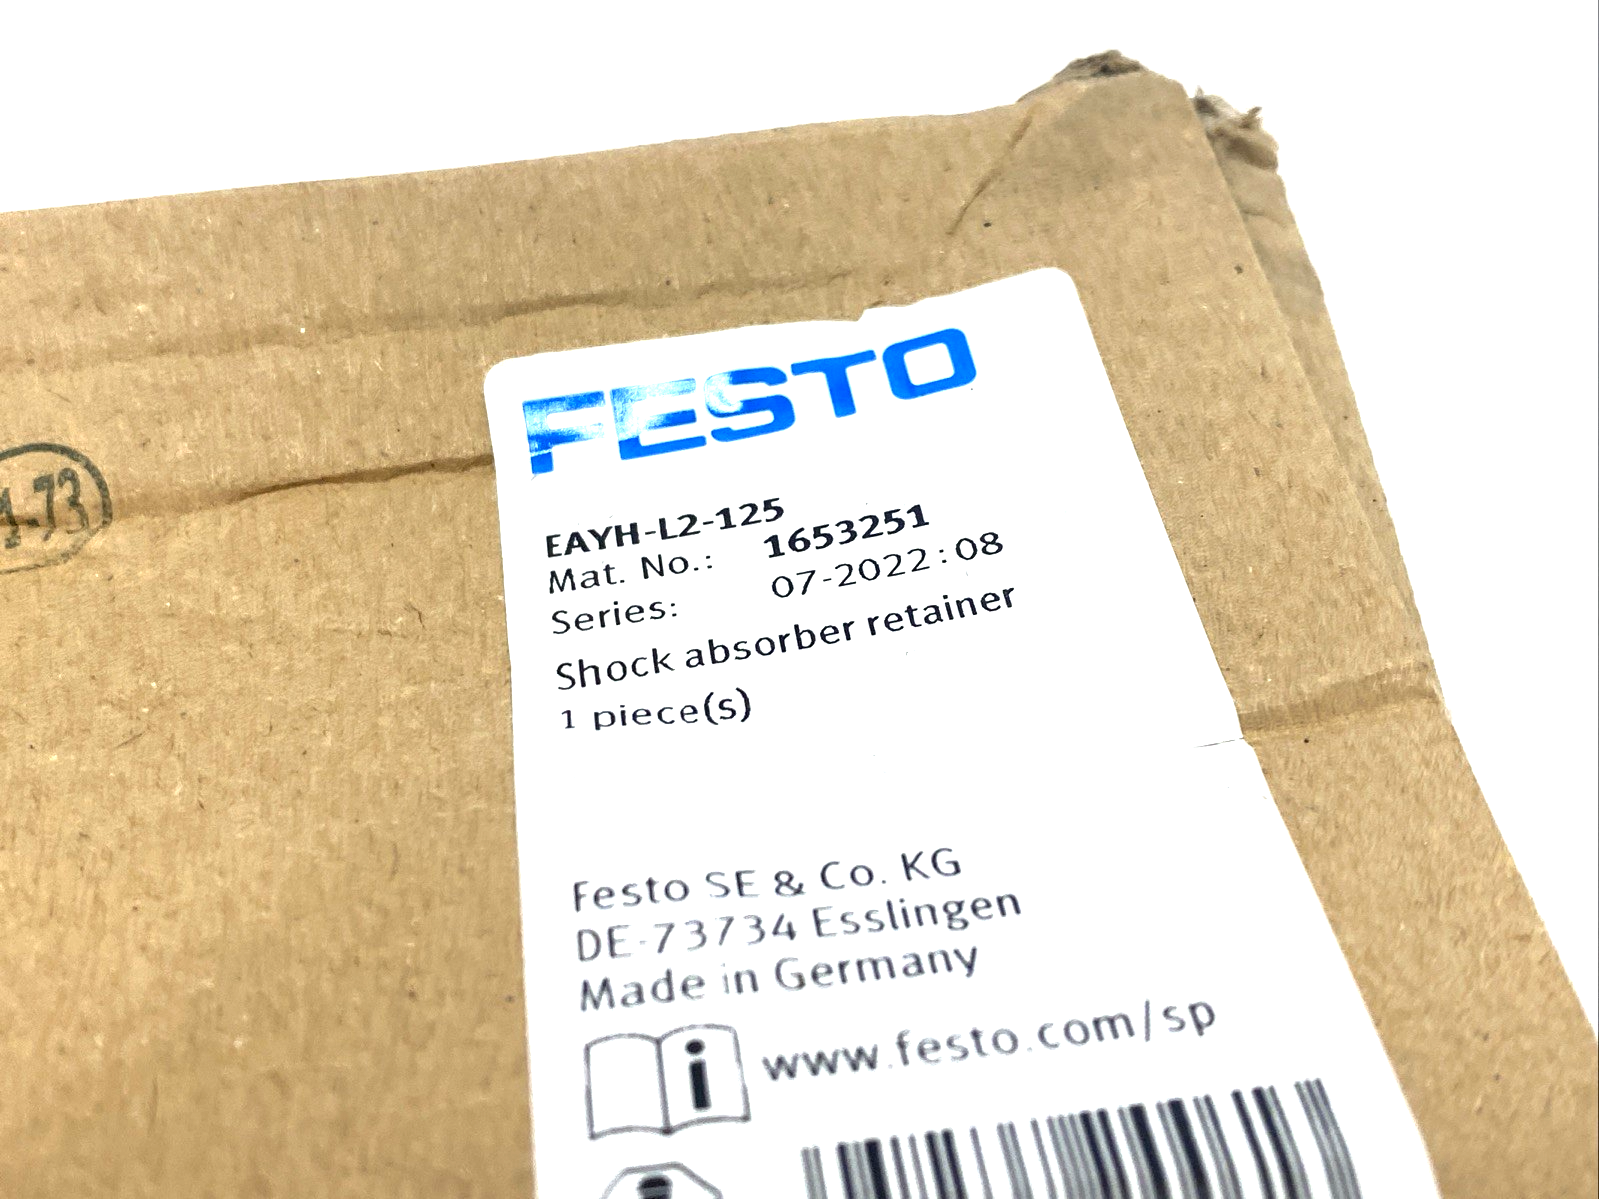 FESTO
EAYH-L2-125
Mat. No.: 1653251
Series: 07-2022:08
Shock absorber retainer
1 piece(s)
Festo SE & Co. KG
DE-73734 Esslingen
Made in Germany
i www.festo.com/sp